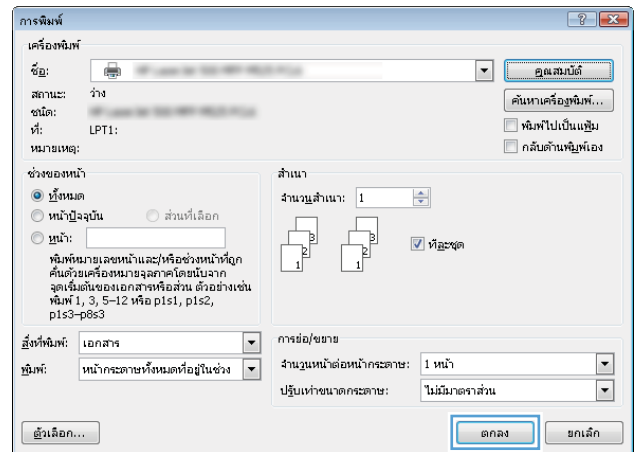 การพิมพ์
เครื่องพิมพ์
ชื่อ:
คุณสมบัติ
สถานะ: ว่าง
ค้นหาเครื่องพิมพ์...
ชนิด:
ที่: LPT1:
พิมพ์ไปเป็นแฟ้ม
หมายเหตุ:
กลับด้านพิมพ์เอง
ช่วงของหน้า
ทั้งหมด
หน้าปัจจุบัน ส่วนที่เลือก
หน้า:
พิมพ์หมายเลขหน้าและ/หรือช่วงหน้าที่ถูก
คั่นด้วยเครื่องหมายจุลภาคโดยนับจาก
จุดเริ่มต้นของเอกสารหรือส่วน ตัวอย่างเช่น
พิมพ์ 1, 3, 5–12 หรือ p1s1, p1s2,
p1s3–p8s3
สำเนา
จำนวนสำเนา: 1
1 2 3 1 2 3
ทีละชุด
สิ่งที่พิมพ์: เอกสาร
พิมพ์: หน้ากระดาษทั้งหมดที่อยู่ในช่วง
การย่อ/ขยาย
จำนวนหน้าต่อหน้ากระดาษ: 1 หน้า
ปรับเท่าขนาดกระดาษ: ไม่มีมาตราส่วน
ตัวเลือก...
ตกลง
ยกเลิก